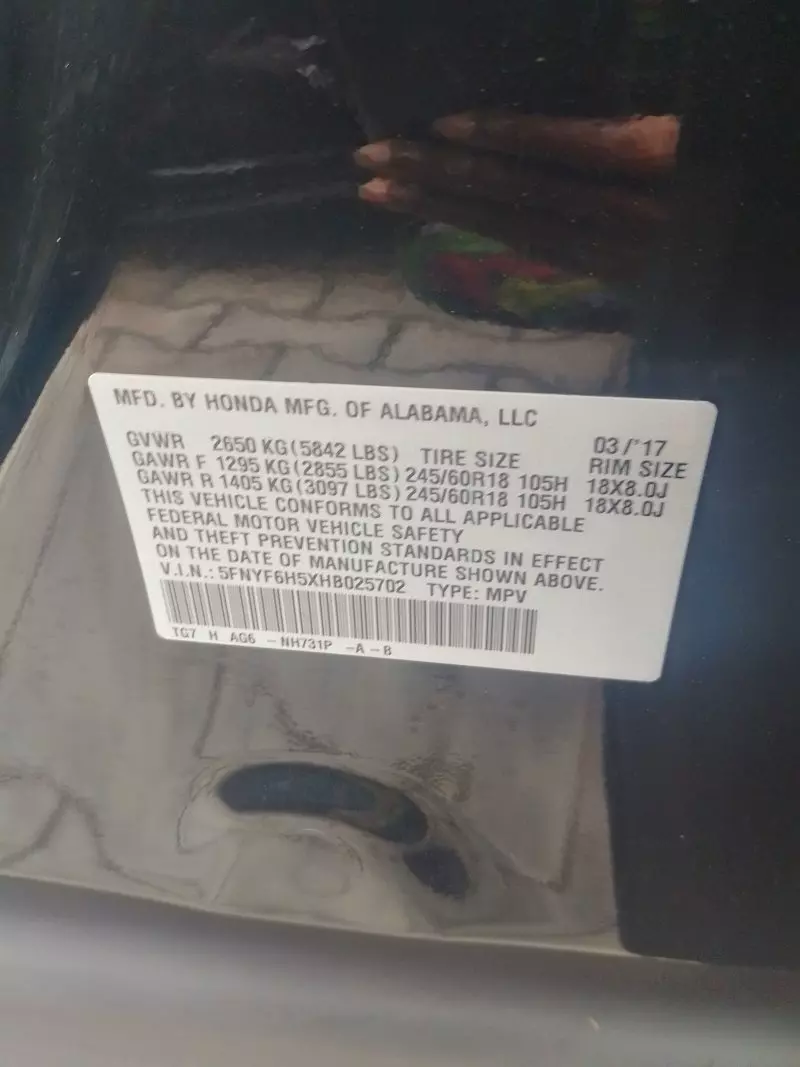 MFD. BY HONDA MFG. OF ALABAMA, LLC 03/'17
GVWR 2650 KG(5842 LBS) TIRE SIZE RIM SIZE
GAWR F 1295 KG(2855 LBS) 245/60R18 105H 18X8.0J
GAWR R 1405 KG(3097 LBS) 245/60R18 105H 18X8.0J
THIS VEHICLE CONFORMS TO ALL APPLICABLE
FEDERAL MOTOR VEHICLE SAFETY
AND THEFT PREVENTION STANDARDS IN EFFECT
ON THE DATE OF MANUFACTURE SHOWN ABOVE.
V.I.N.: 5FNYF6H5XHB025702 TYPE: MPV
TG7 H AG6 -NH731P -A-B